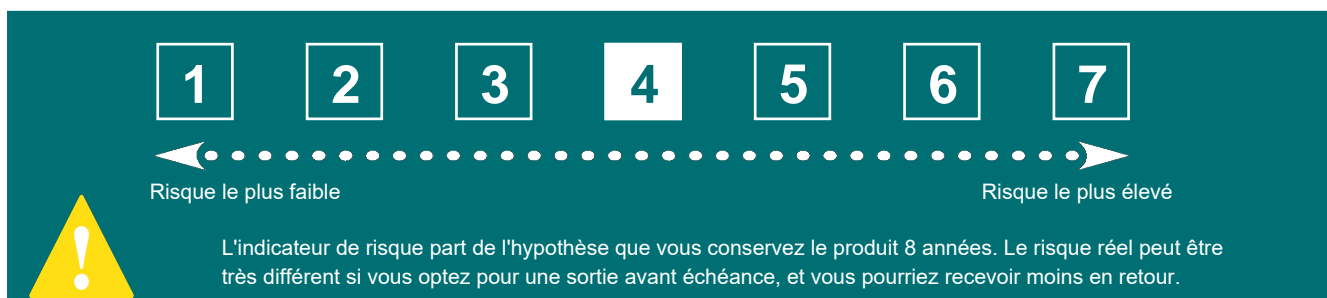 1 2 3 4 5 6 7
Risque le plus faible Risque le plus élevé
L'indicateur de risque part de l'hypothèse que vous conservez le produit 8 années. Le risque réel peut être
très différent si vous optez pour une sortie avant échéance, et vous pourriez recevoir moins en retour.